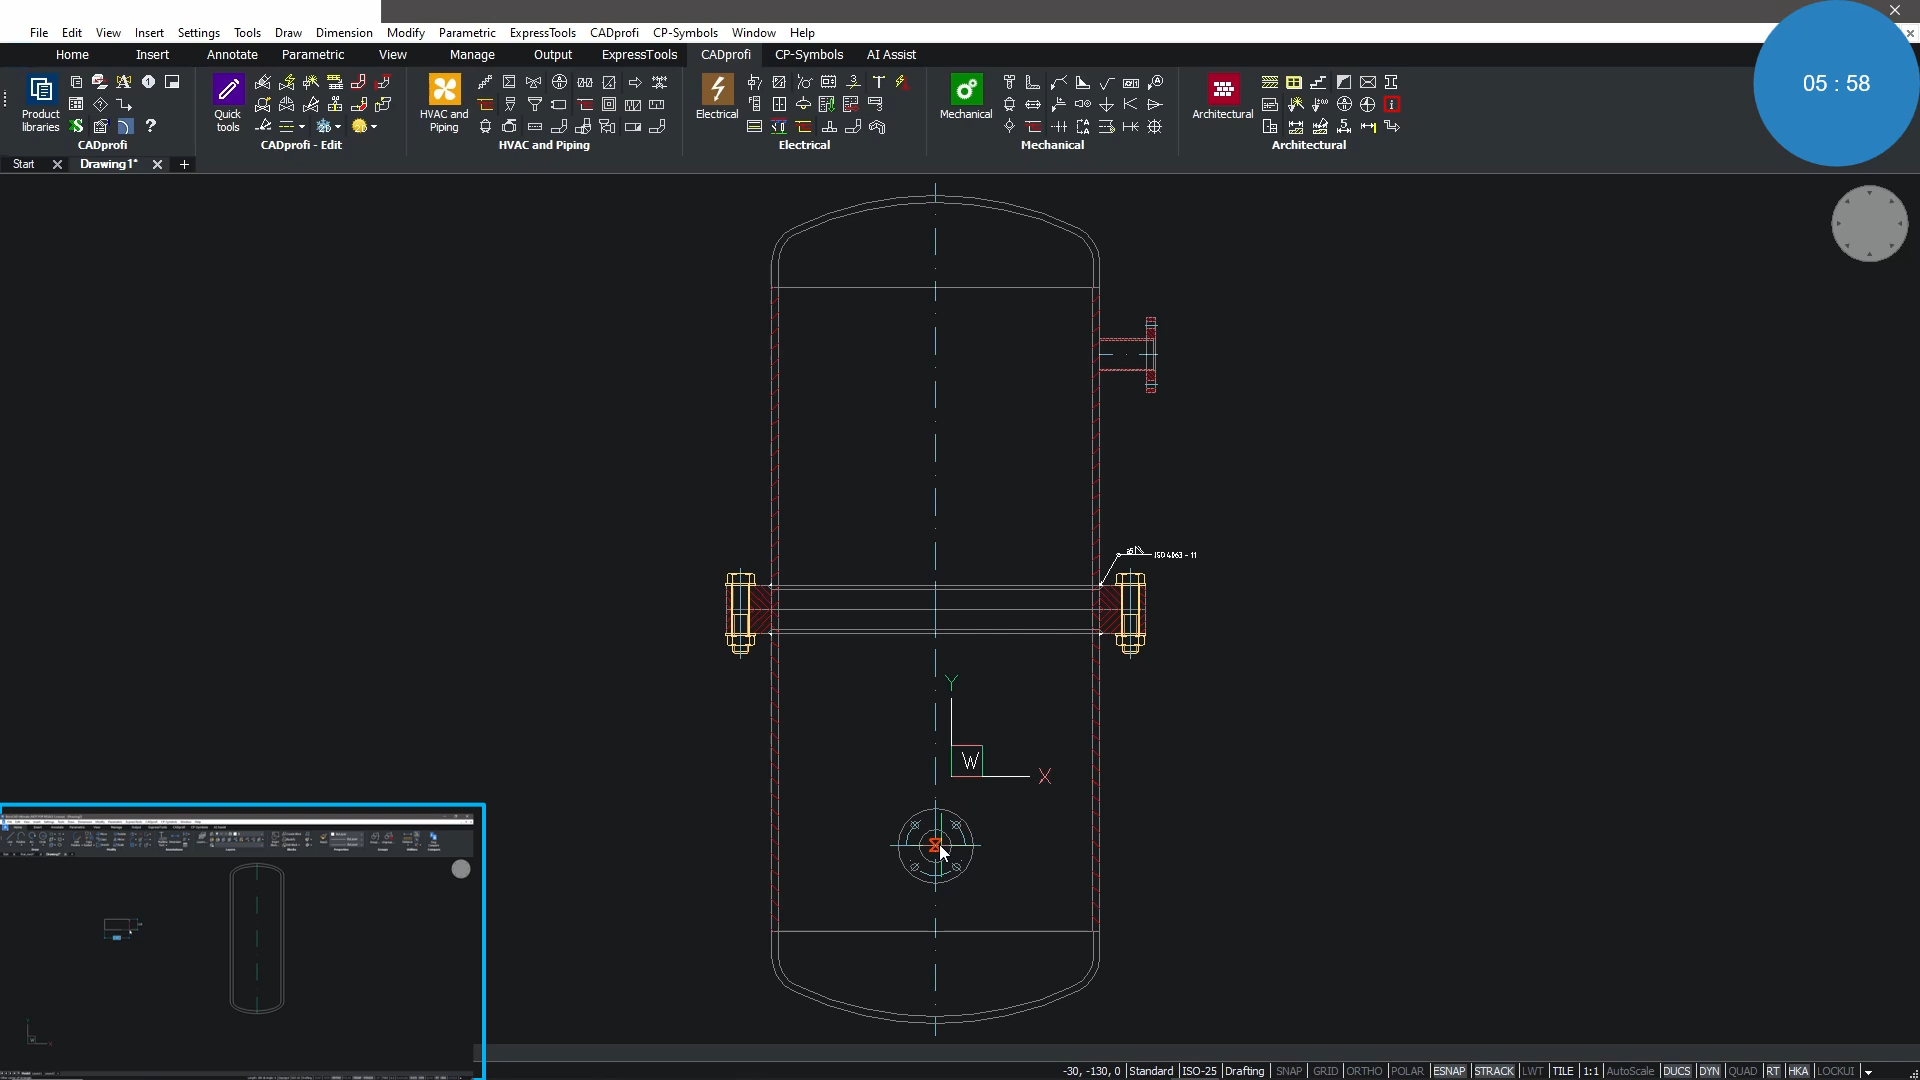 File Edit View Insert Settings Tools Draw Dimension Modify Parametric ExpressTools CADprofi CP-Symbols Window Help
Home Insert Annotate Parametric View Manage Output ExpressTools CADprofi CP-Symbols AI Assist
05 : 58
Product libraries
Quick tools
HVAC and Piping
Electrical
Mechanical
Architectural
CADprofi CADprofi - Edit HVAC and Piping Electrical Mechanical Architectural
Start Drawing1*
ISO 4063 - 11
Y
W
X
-30, -130, 0 Standard ISO-25 Drafting SNAP GRID ORTHO POLAR ESNAP STRACK LWT TILE 1:1 AutoScale DUCS DYN QUAD RT HKA LOCKUI